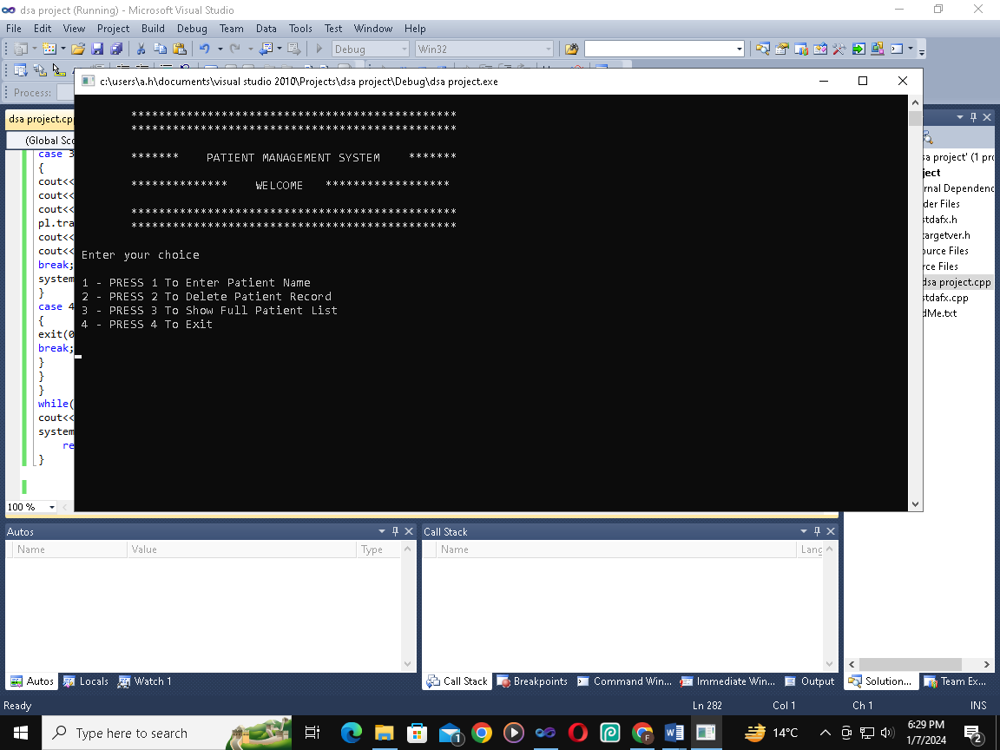 dsa project (Running) - Microsoft Visual Studio
File Edit View Project Build Debug Team Data Tools Test Window Help
Debug Win32
Process:
c:\users\a.h\documents\visual studio 2010\Projects\dsa project\Debug\dsa project.exe
dsa project.cpp
(Global Sco
***********************************************
***********************************************
******* PATIENT MANAGEMENT SYSTEM *******
************** WELCOME ******************
***********************************************
***********************************************
Enter your choice
1 - PRESS 1 To Enter Patient Name
2 - PRESS 2 To Delete Patient Record
3 - PRESS 3 To Show Full Patient List
4 - PRESS 4 To Exit
case 3
{
cout<<
cout<<
cout<<
pl.tra
cout<<
cout<<
break;
system
}
case 4
{
exit(0
break;
}
}
}
while(
cout<<
system
re
}
sa project' (1 pro
ject
rnal Dependenc
der Files
stdafx.h
targetver.h
ource Files
rce Files
dsa project.cpp
stdafx.cpp
dMe.txt
100 %
Autos
Name Value Type
Call Stack
Name Lang
Autos Locals Watch 1
Call Stack Breakpoints Command Win... Immediate Win... Output
Solution... Team Ex...
Ready Ln 282 Col 1 Ch 1 INS
Type here to search
1
14°C
6:29 PM
1/7/2024
2